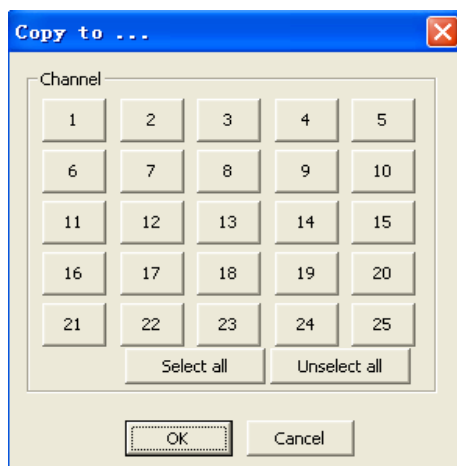 Copy to ...
Channel
1 2 3 4 5
6 7 8 9 10
11 12 13 14 15
16 17 18 19 20
21 22 23 24 25
Select all Unselect all
OK Cancel